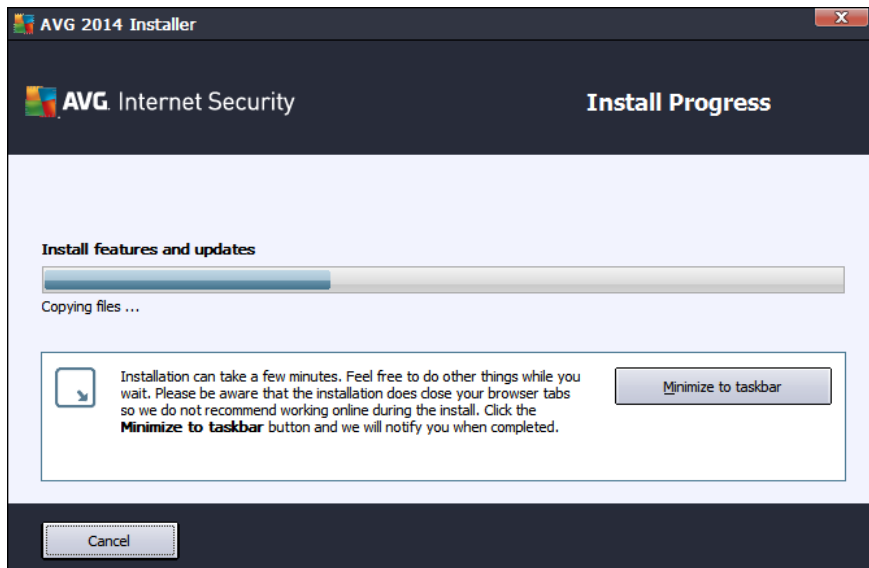 AVG 2014 Installer
AVG. Internet Security
Install Progress
Install features and updates
Copying files ...
Installation can take a few minutes. Feel free to do other things while you
wait. Please be aware that the installation does close your browser tabs
so we do not recommend working online during the install. Click the
Minimize to taskbar button and we will notify you when completed.
Minimize to taskbar
Cancel